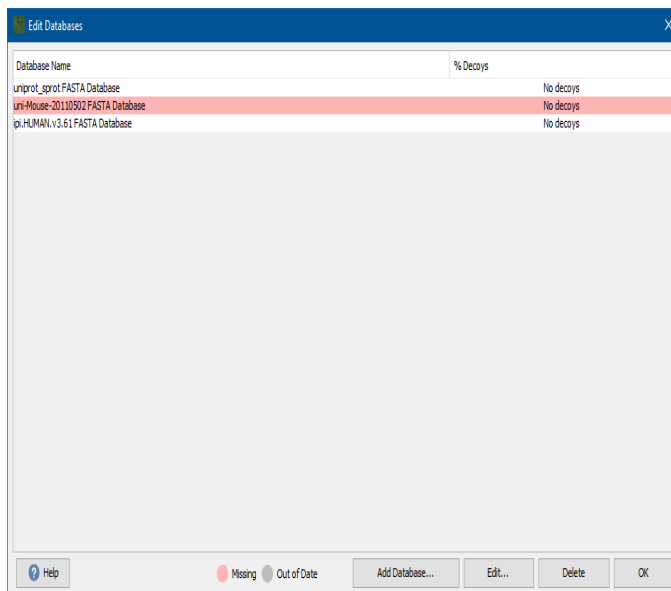 Edit Databases
Database Name % Decoys
uniprot_sprot FASTA Database No decoys
uni-Mouse-20110502 FASTA Database No decoys
ipi.HUMAN.v3.61 FASTA Database No decoys
Help Missing Out of Date Add Database... Edit... Delete OK